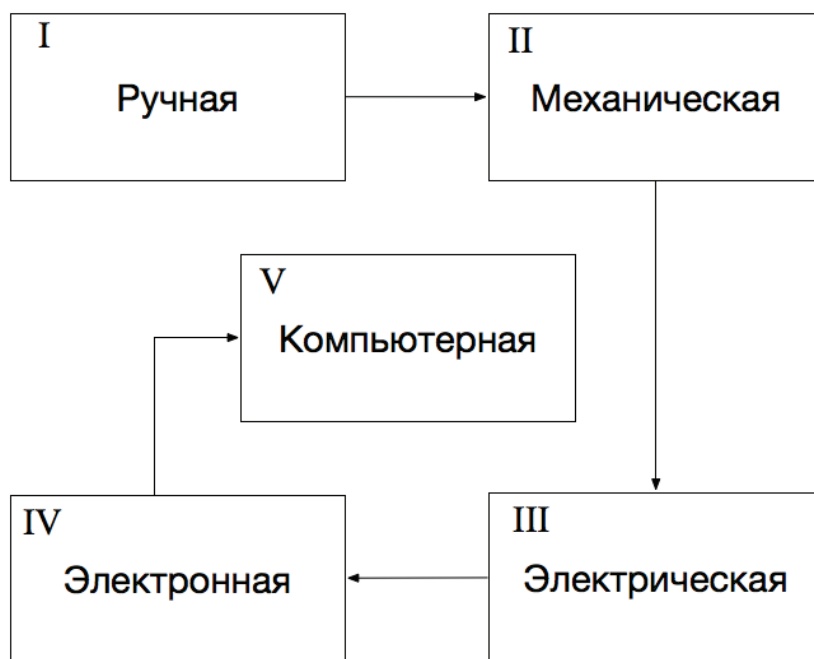 I
Ручная
II
Механическая
III
Электрическая
IV
Электронная
V
Компьютерная